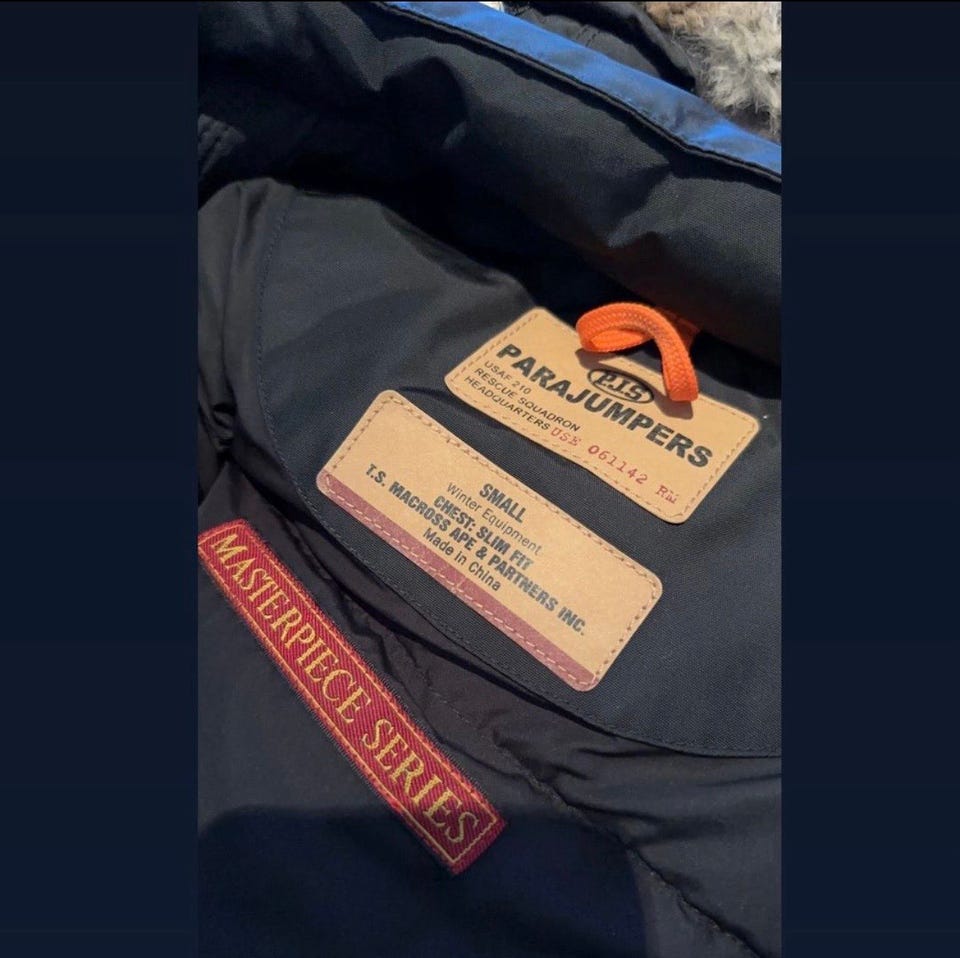 PJS
PARAJUMPERS
USAF 210
RESCUE SQUADRON
HEADQUARTERS USE 061142 RW
SMALL
Winter Equipment
CHEST: SLIM FIT
T.S. MACROSS APE & PARTNERS INC.
Made in China
MASTERPIECE SERIES